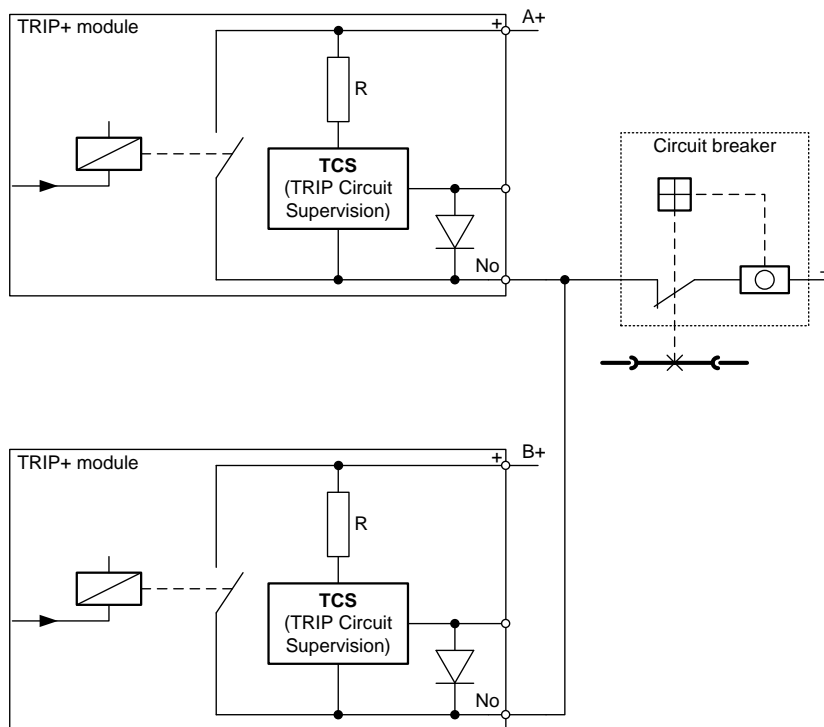 TRIP+ module
+
A+
R
TCS
(TRIP Circuit
Supervision)
No
Circuit breaker
-
TRIP+ module
+
B+
R
TCS
(TRIP Circuit
Supervision)
No